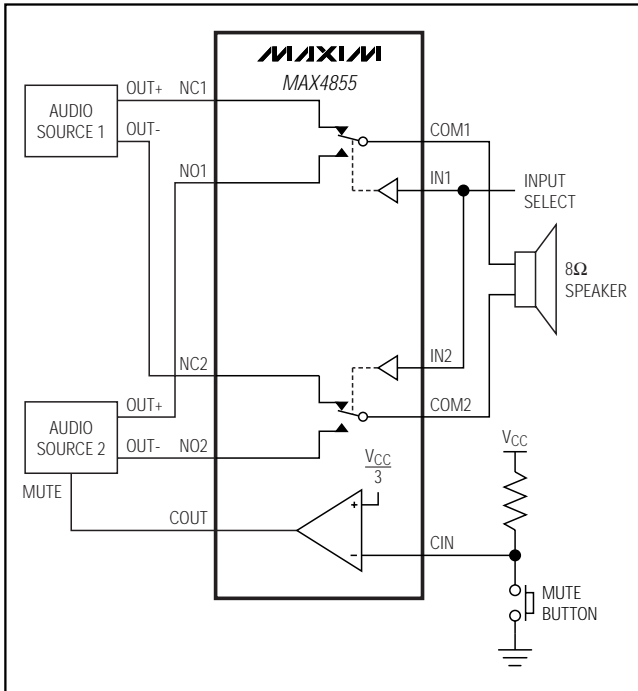 MAXIM
MAX4855
AUDIO
SOURCE 1
OUT+
NC1
OUT-
NO1
COM1
IN1
INPUT
SELECT
8Ω
SPEAKER
NC2
IN2
COM2
AUDIO
SOURCE 2
OUT+
OUT-
NO2
MUTE
COUT
VCC
3
+
-
CIN
VCC
MUTE
BUTTON